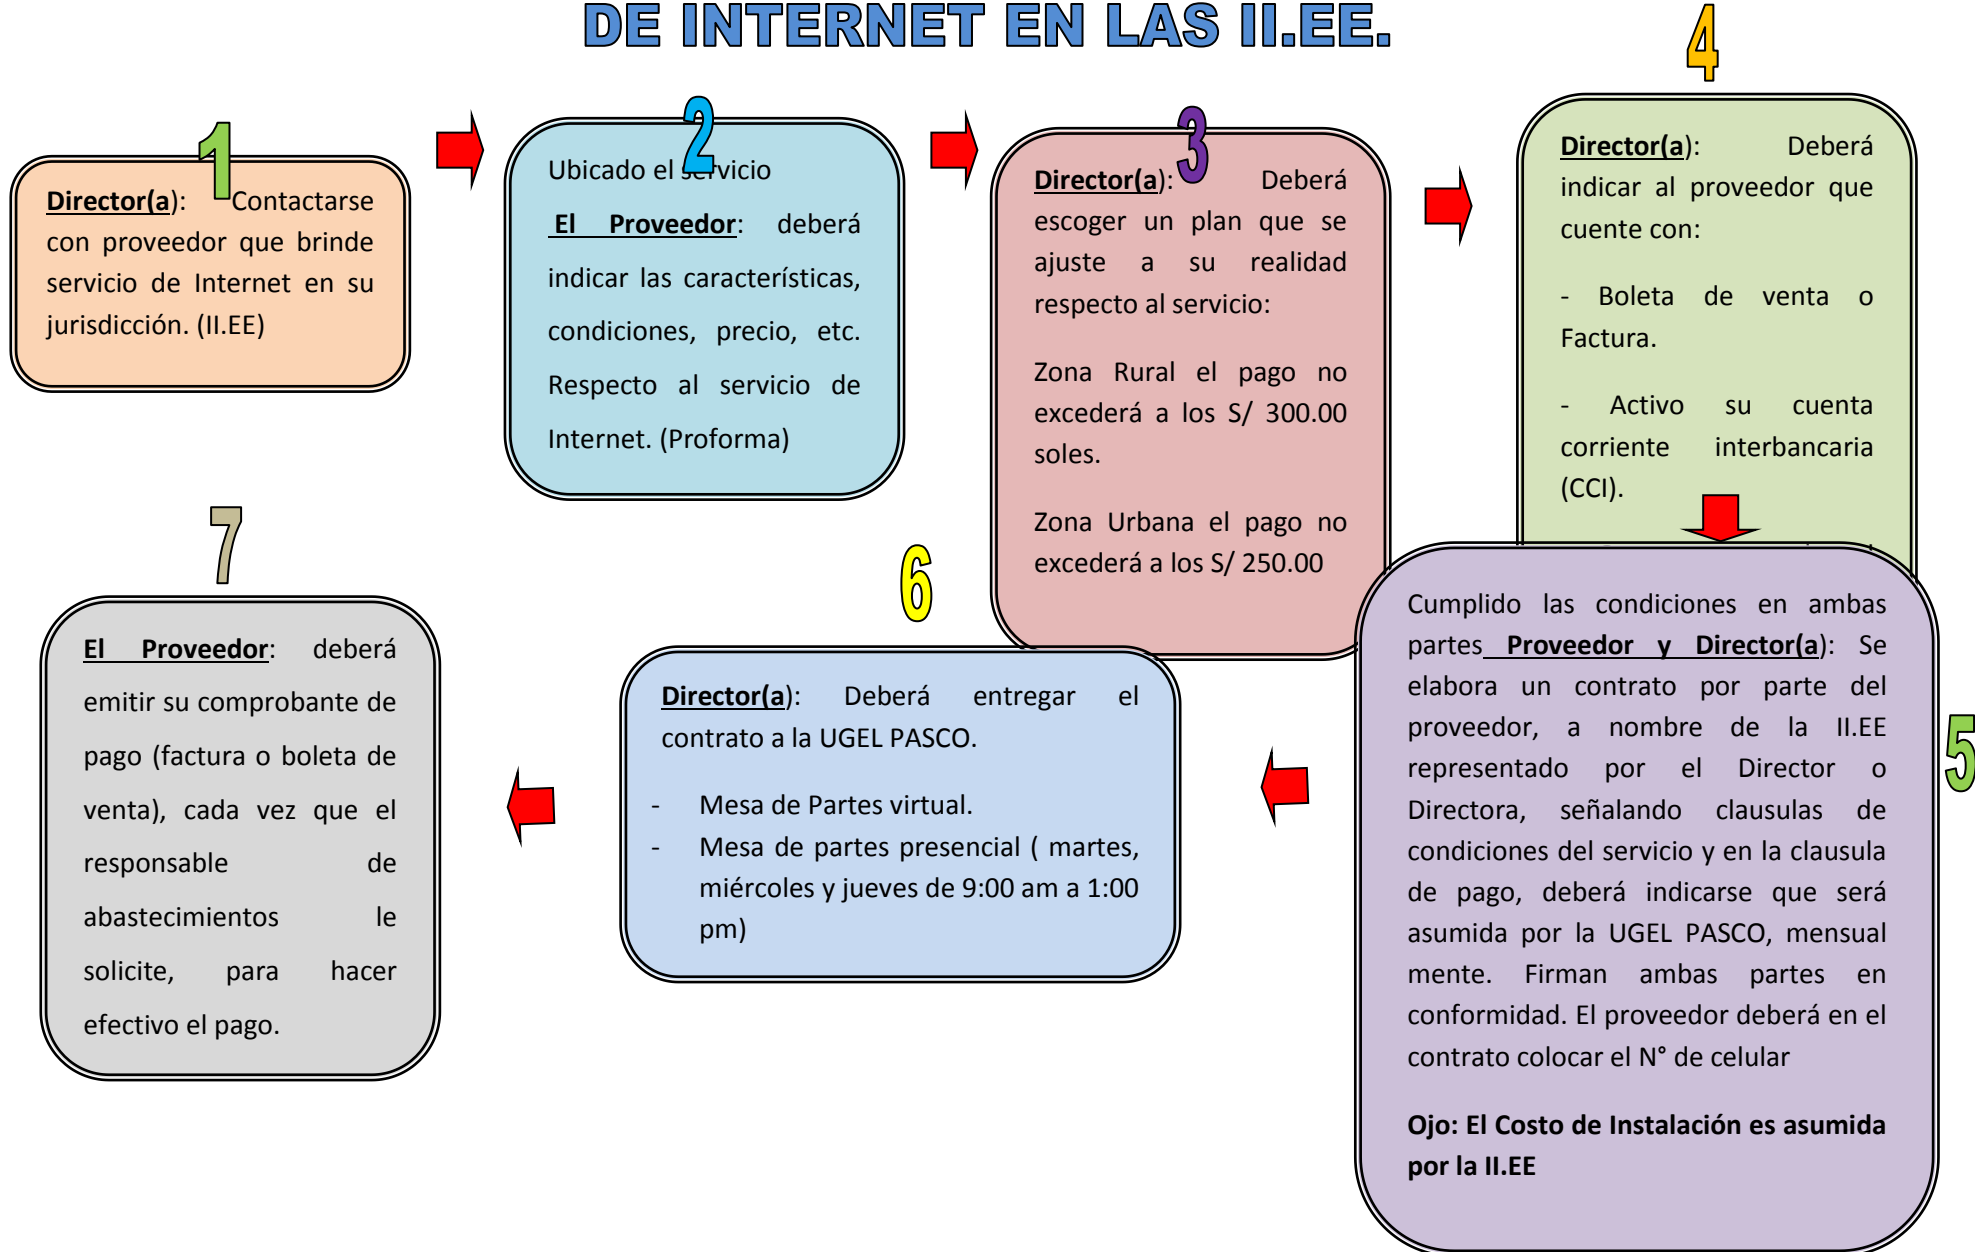 DE INTERNET EN LAS II.EE.
1
Director(a): Contactarse
con proveedor que brinde
servicio de Internet en su
jurisdicción. (II.EE)
2
Ubicado el servicio
El Proveedor: deberá
indicar las características,
condiciones, precio, etc.
Respecto al servicio de
Internet. (Proforma)
3
Director(a): Deberá
escoger un plan que se
ajuste a su realidad
respecto al servicio:
Zona Rural el pago no
excederá a los S/ 300.00
soles.
Zona Urbana el pago no
excederá a los S/ 250.00
4
Director(a): Deberá
indicar al proveedor que
cuente con:
- Boleta de venta o
Factura.
- Activo su cuenta
corriente interbancaria
(CCI).
5
Cumplido las condiciones en ambas
partes Proveedor y Director(a): Se
elabora un contrato por parte del
proveedor, a nombre de la II.EE
representado por el Director o
Directora, señalando clausulas de
condiciones del servicio y en la clausula
de pago, deberá indicarse que será
asumida por la UGEL PASCO, mensual
mente. Firman ambas partes en
conformidad. El proveedor deberá en el
contrato colocar el N° de celular
Ojo: El Costo de Instalación es asumida
por la II.EE
6
Director(a): Deberá entregar el
contrato a la UGEL PASCO.
- Mesa de Partes virtual.
- Mesa de partes presencial ( martes,
miércoles y jueves de 9:00 am a 1:00
pm)
7
El Proveedor: deberá
emitir su comprobante de
pago (factura o boleta de
venta), cada vez que el
responsable de
abastecimientos le
solicite, para hacer
efectivo el pago.